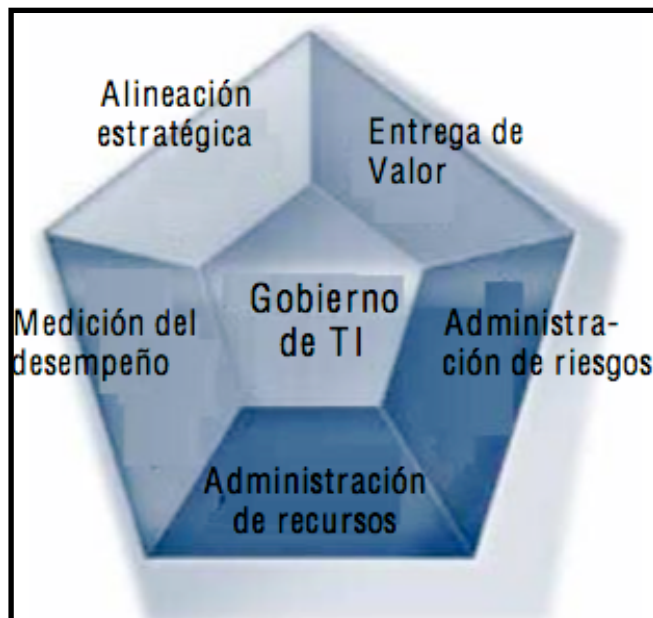 Alineación
estratégica
Entrega de
Valor
Gobierno
de TI
Medición del
desempeño
Administra-
ción de riesgos
Administración
de recursos